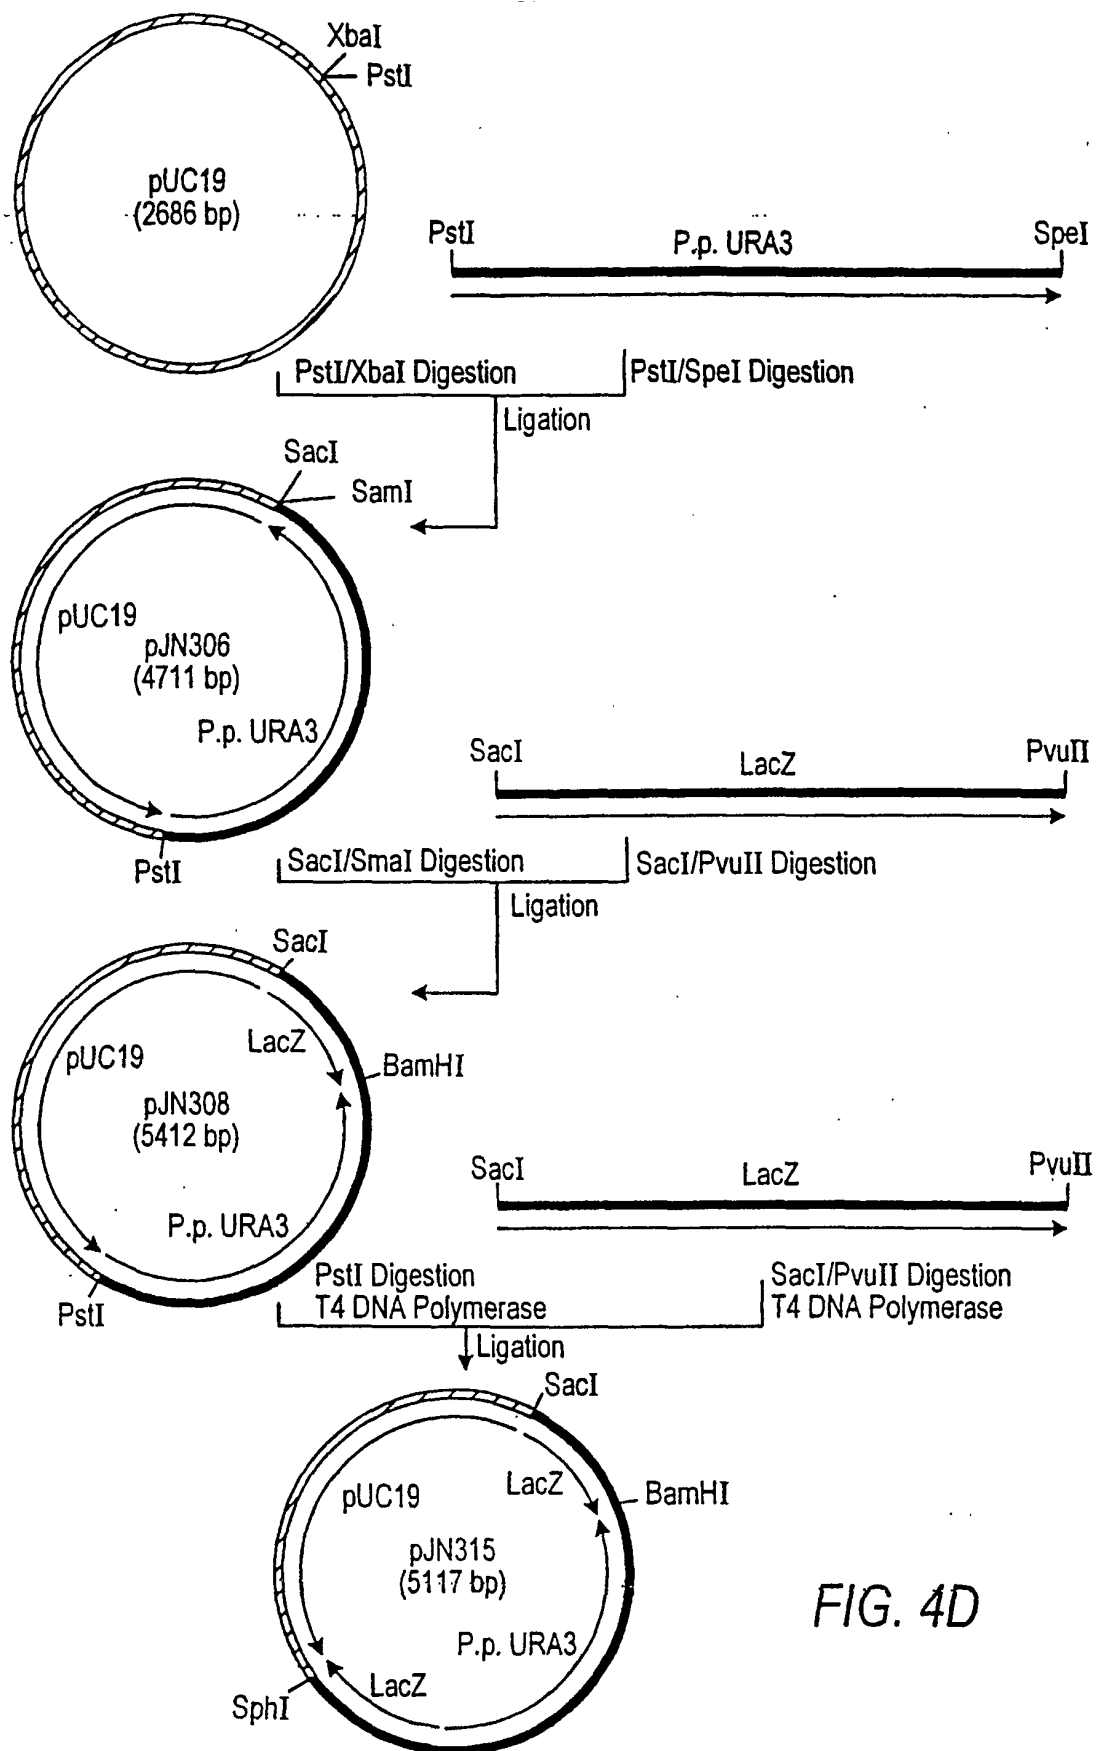 XbaI
PstI
pUC19
(2686 bp)
PstI
P.p. URA3
SpeI
PstI/XbaI Digestion
PstI/SpeI Digestion
Ligation
SacI
SamI
pUC19
pJN306
(4711 bp)
P.p. URA3
PstI
SacI
LacZ
PvuII
SacI/SmaI Digestion
SacI/PvuII Digestion
Ligation
SacI
LacZ
pUC19
BamHI
pJN308
(5412 bp)
P.p. URA3
PstI
SacI
LacZ
PvuII
PstI Digestion
T4 DNA Polymerase
SacI/PvuII Digestion
T4 DNA Polymerase
Ligation
SacI
LacZ
pUC19
BamHI
pJN315
(5117 bp)
P.p. URA3
LacZ
SphI
FIG. 4D